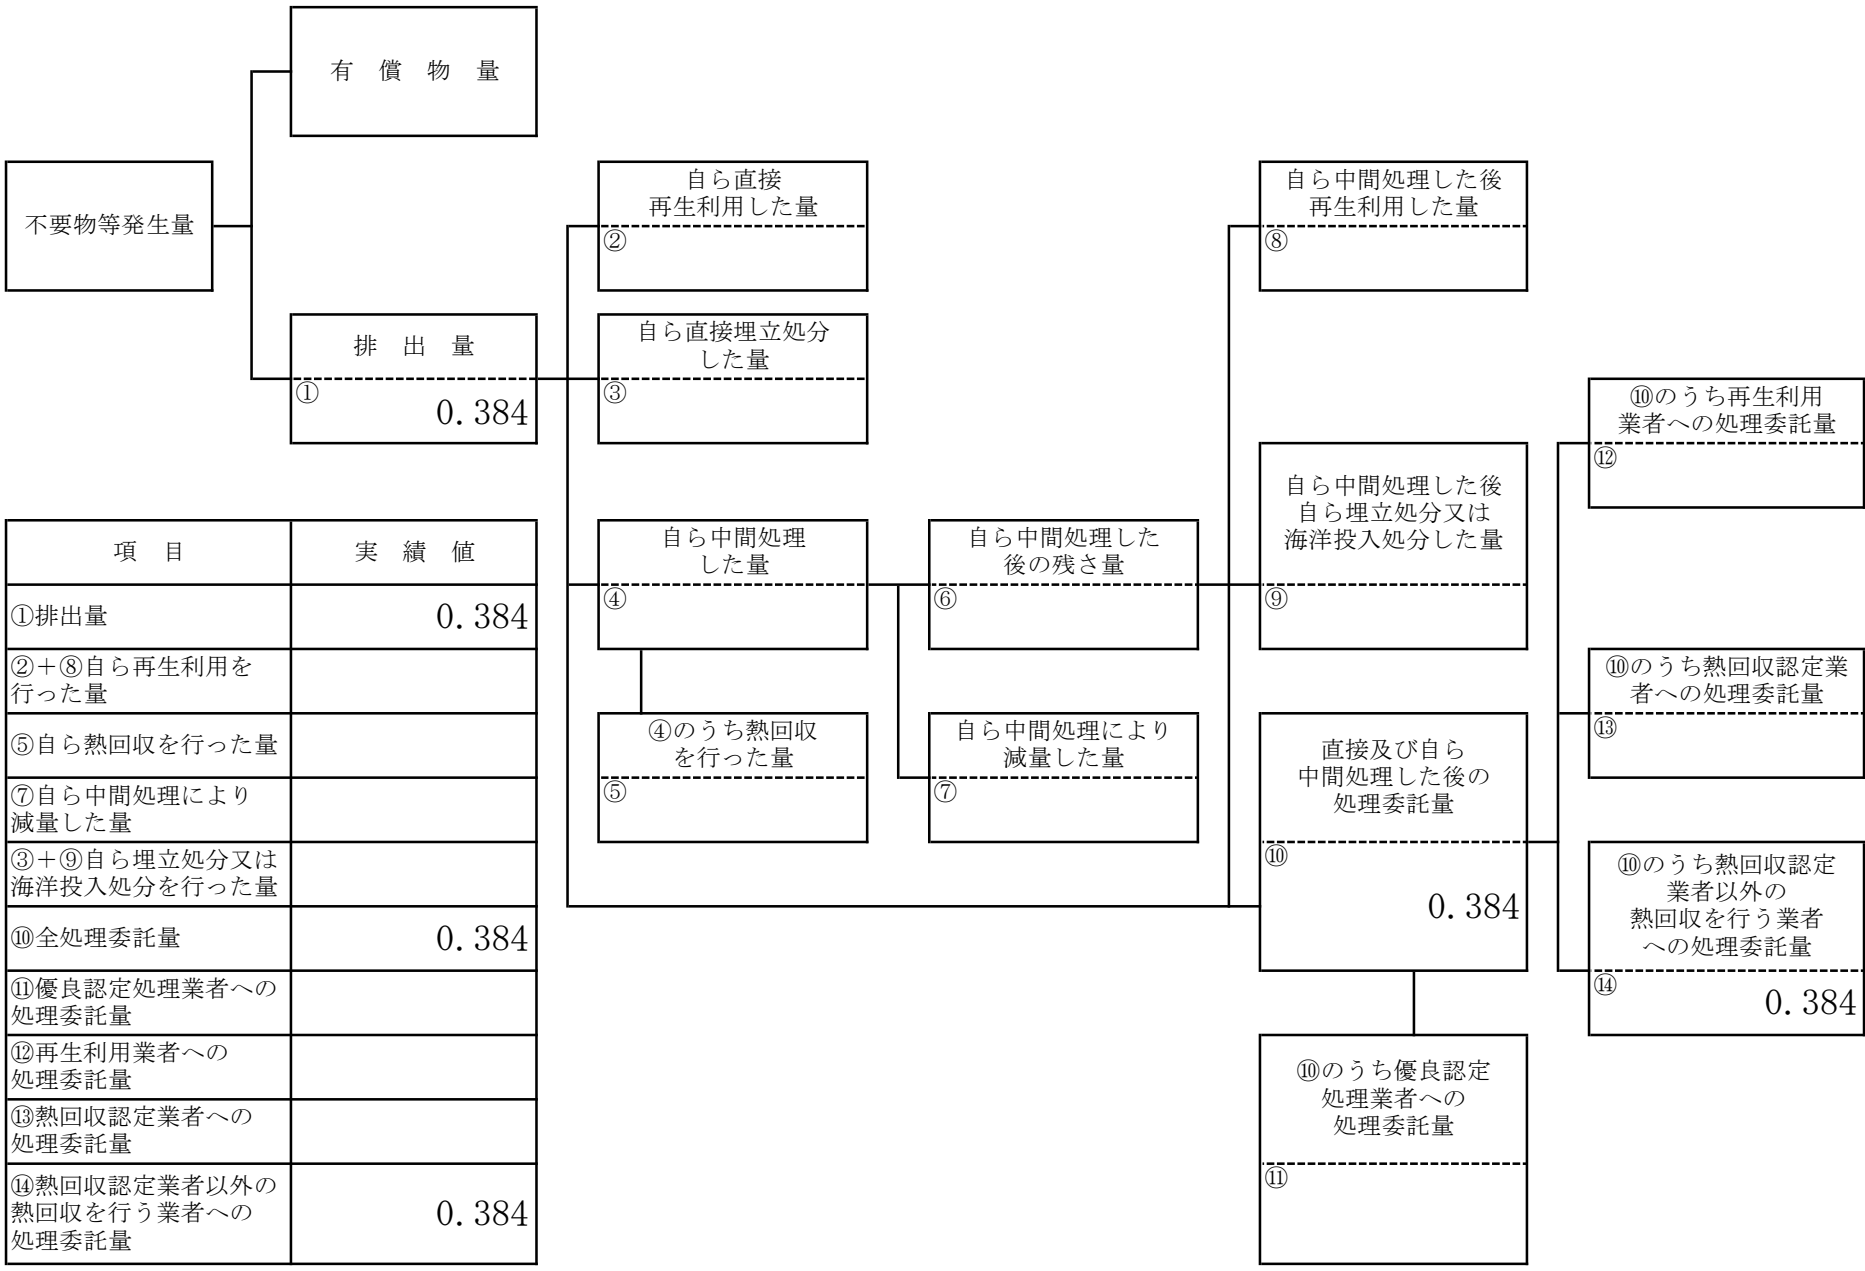 有 償 物 量
不要物等発生量
排 出 量
①
0.384
自ら直接
再生利用した量
②
自ら直接埋立処分
した量
③
自ら中間処理
した量
④
④のうち熱回収
を行った量
⑤
自ら中間処理した
後の残さ量
⑥
自ら中間処理により
減量した量
⑦
自ら中間処理した後
再生利用した量
⑧
自ら中間処理した後
自ら埋立処分又は
海洋投入処分した量
⑨
直接及び自ら
中間処理した後の
処理委託量
⑩
0.384
⑩のうち優良認定
処理業者への
処理委託量
⑪
⑩のうち再生利用
業者への処理委託量
⑫
⑩のうち熱回収認定業
者への処理委託量
⑬
⑩のうち熱回収認定
業者以外の
熱回収を行う業者
への処理委託量
⑭
0.384
項 目 実 績 値
①排出量 0.384
②＋⑧自ら再生利用を
行った量
⑤自ら熱回収を行った量
⑦自ら中間処理により
減量した量
③＋⑨自ら埋立処分又は
海洋投入処分を行った量
⑩全処理委託量 0.384
⑪優良認定処理業者への
処理委託量
⑫再生利用業者への
処理委託量
⑬熱回収認定業者への
処理委託量
⑭熱回収認定業者以外の
熱回収を行う業者への
処理委託量
0.384